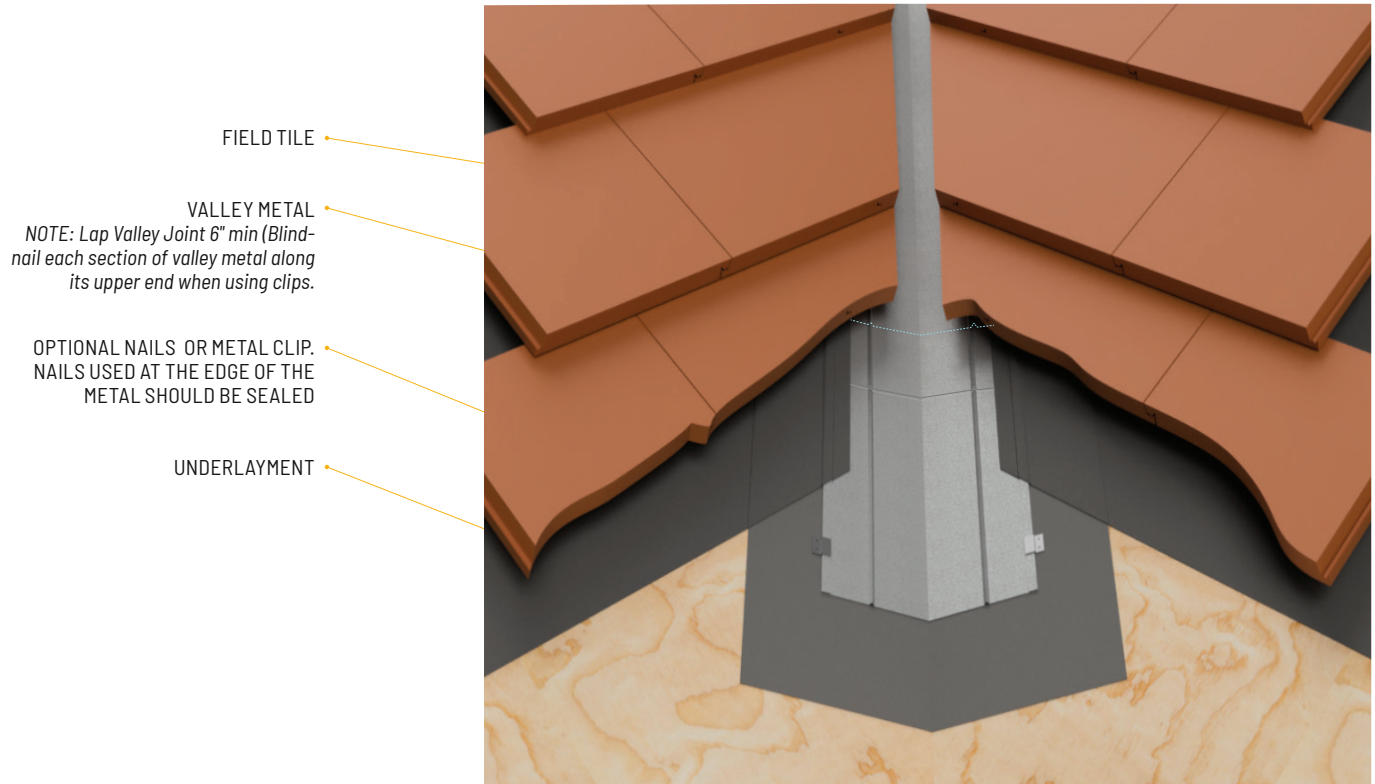 FIELD TILE
VALLEY METAL
NOTE: Lap Valley Joint 6" min (Blind-
nail each section of valley metal along
its upper end when using clips.
OPTIONAL NAILS OR METAL CLIP.
NAILS USED AT THE EDGE OF THE
METAL SHOULD BE SEALED
UNDERLAYMENT